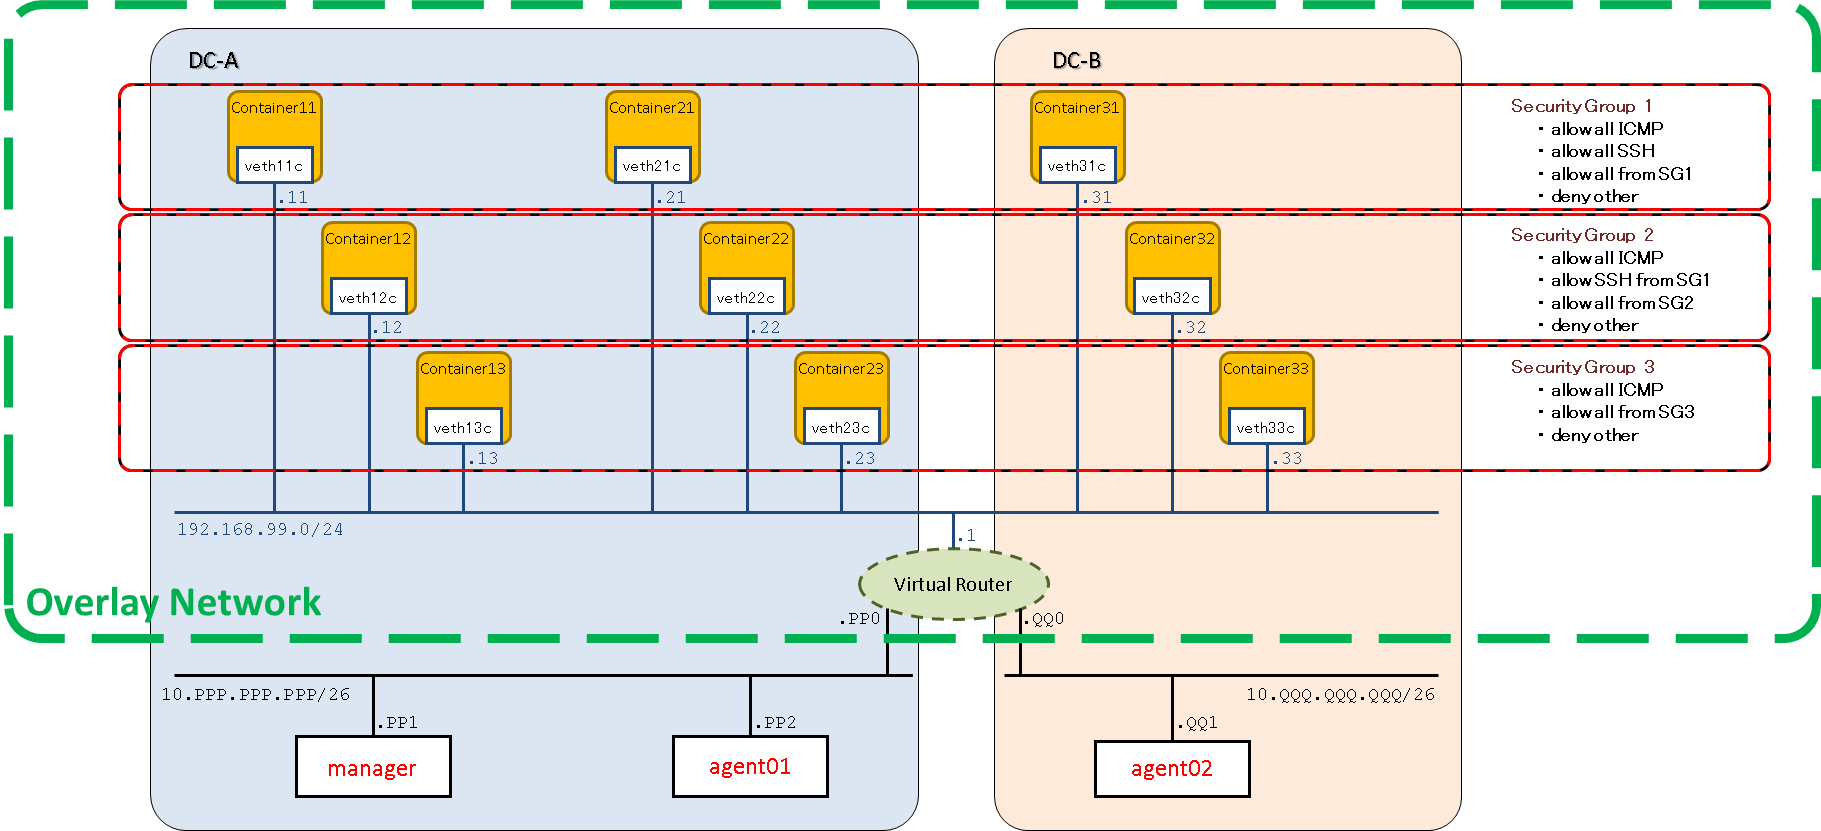 DC-A
DC-B
Container11
Container21
Container31
veth11c
veth21c
veth31c
.11
.21
.31
Security Group 1
・ allow all ICMP
・ allow all SSH
・ allow all from SG1
・ deny other
Container12
Container22
Container32
veth12c
veth22c
veth32c
.12
.22
.32
Security Group 2
・ allow all ICMP
・ allow SSH from SG1
・ allow all from SG2
・ deny other
Container13
Container23
Container33
veth13c
veth23c
veth33c
.13
.23
.33
Security Group 3
・ allow all ICMP
・ allow all from SG3
・ deny other
192.168.99.0/24
.1
Virtual Router
Overlay Network
.PP0
.QQ0
10.PPP.PPP.PPP/26
10.QQQ.QQQ.QQQ/26
.PP1
.PP2
.QQ1
manager
agent01
agent02